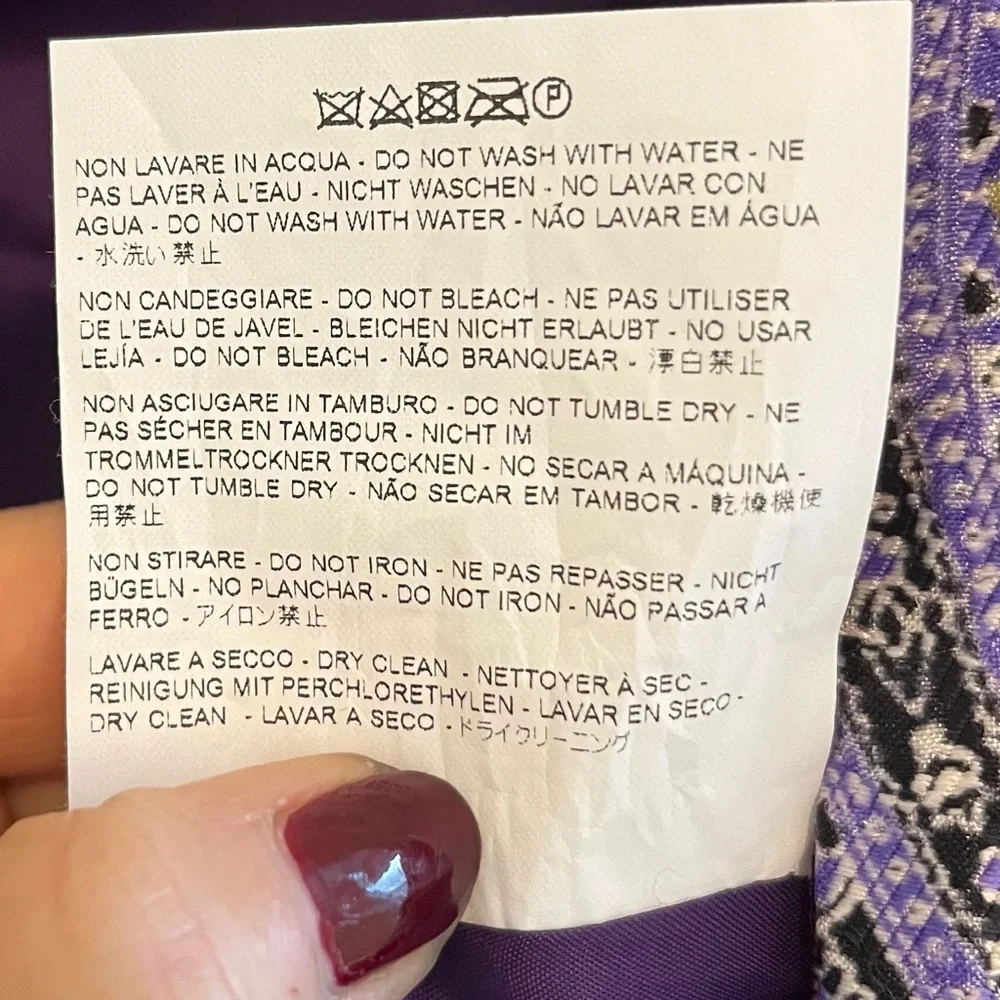 P
NON LAVARE IN ACQUA - DO NOT WASH WITH WATER - NE
PAS LAVER À L'EAU - NICHT WASCHEN - NO LAVAR CON
AGUA - DO NOT WASH WITH WATER - NÃO LAVAR EM ÁGUA
- 水洗い禁止
NON CANDEGGIARE - DO NOT BLEACH - NE PAS UTILISER
DE L'EAU DE JAVEL - BLEICHEN NICHT ERLAUBT - NO USAR
LEJÍA - DO NOT BLEACH - NÃO BRANQUEAR - 漂白禁止
NON ASCIUGARE IN TAMBURO - DO NOT TUMBLE DRY - NE
PAS SÉCHER EN TAMBOUR - NICHT IM
TROMMELTROCKNER TROCKNEN - NO SECAR A MÁQUINA -
DO NOT TUMBLE DRY - NÃO SECAR EM TAMBOR - 乾燥機使
用禁止
NON STIRARE - DO NOT IRON - NE PAS REPASSER - NICHT
BÜGELN - NO PLANCHAR - DO NOT IRON - NÃO PASSAR A
FERRO - アイロン禁止
LAVARE A SECCO - DRY CLEAN - NETTOYER À SEC -
REINIGUNG MIT PERCHLORETHYLEN - LAVAR EN SECO -
DRY CLEAN - LAVAR A SECO - ドライクリーニング